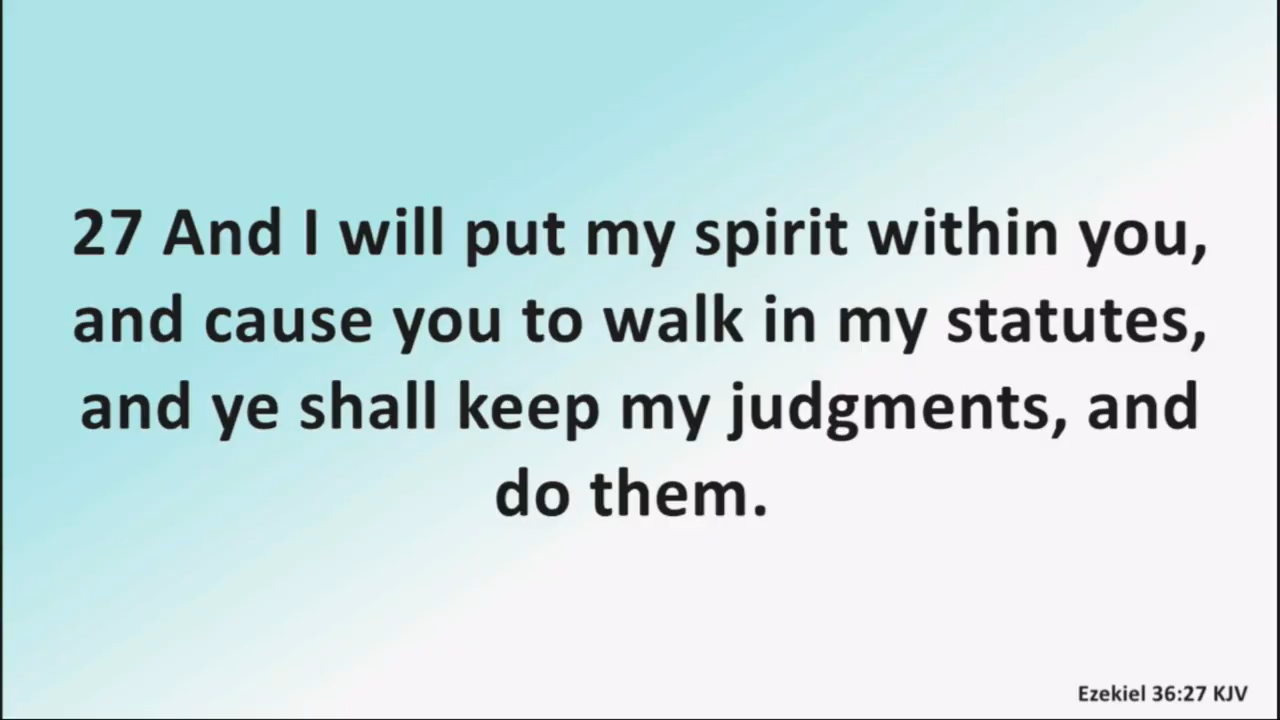 27 And I will put my spirit within you,
and cause you to walk in my statutes,
and ye shall keep my judgments, and
do them.
Ezekiel 36:27 KJV